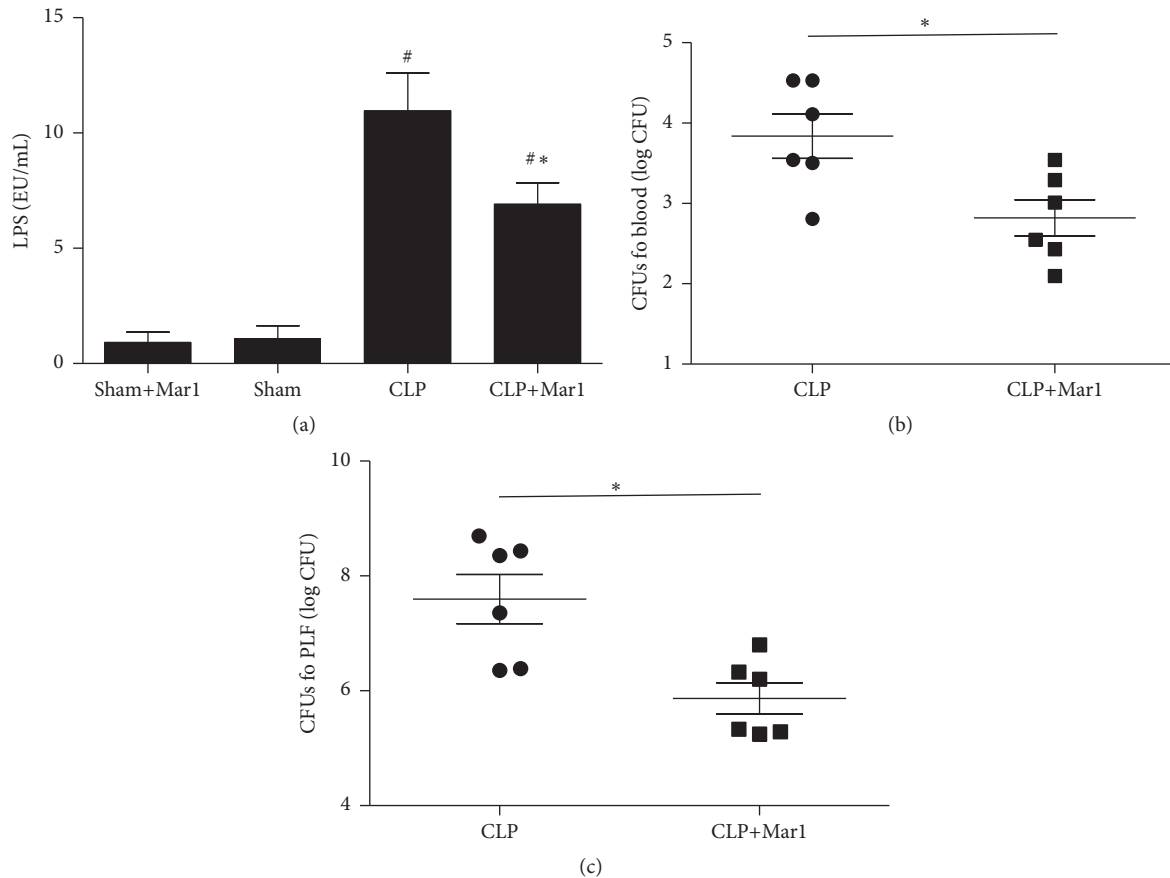 LPS (EU/mL)
15
10
5
0
#
# *
Sham+Mar1 Sham CLP CLP+Mar1
(a)
CFUs fo blood (log CFU)
5
4
3
2
1
*
CLP CLP+Mar1
(b)
CFUs fo PLF (log CFU)
10
8
6
4
*
CLP CLP+Mar1
(c)